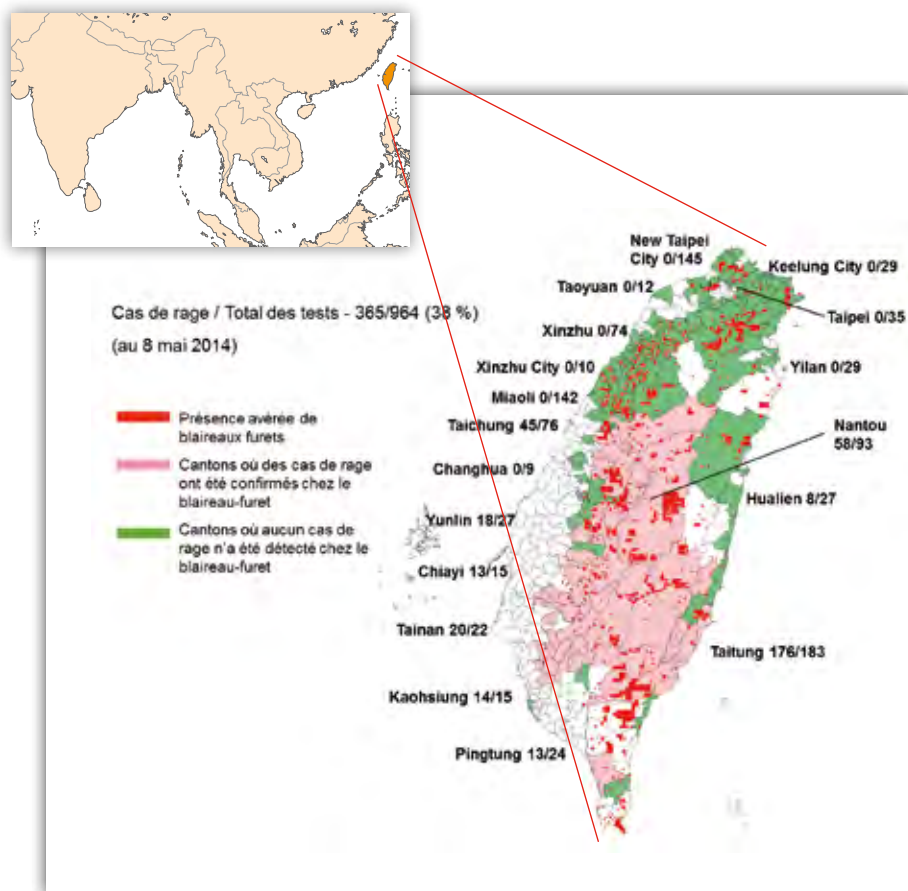 New Taipei
City 0/145
Keelung City 0/29
Taoyuan 0/12
Cas de rage / Total des tests - 365/964 (38 %)
Taipei 0/35
Xinzhu 0/74
(au 8 mai 2014)
Xinzhu City 0/10
Yilan 0/29
Miaoli 0/142
Présence avérée de
blaireaux furets
Taichung 45/76
Nantou
58/93
Cantons où des cas de rage
ont été confirmés chez le
blaireau-furet
Changhua 0/9
Hualien 8/27
Yunlin 18/27
Cantons où aucun cas de
rage n'a été détecté chez le
blaireau-furet
Chiayi 13/15
Tainan 20/22
Taitung 176/183
Kaohsiung 14/15
Pingtung 13/24